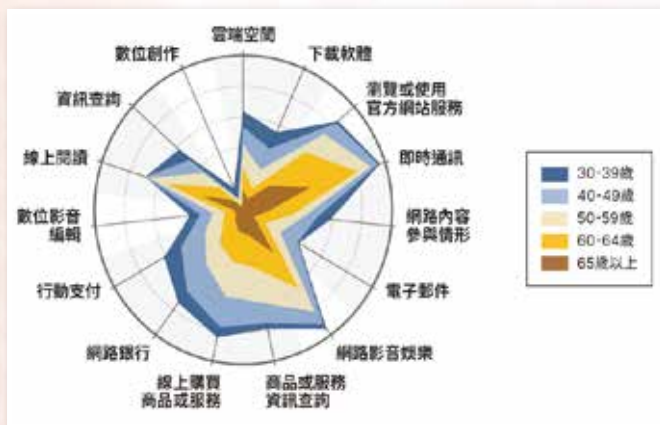 雲端空間
下載軟體
瀏覽或使用
官方網站服務
即時通訊
網路內容
參與情形
電子郵件
網路影音娛樂
商品或服務
資訊查詢
線上購買
商品或服務
網路銀行
行動支付
數位影音
編輯
線上閱讀
資訊查詢
數位創作
30-39歲
40-49歲
50-59歲
60-64歲
65歲以上